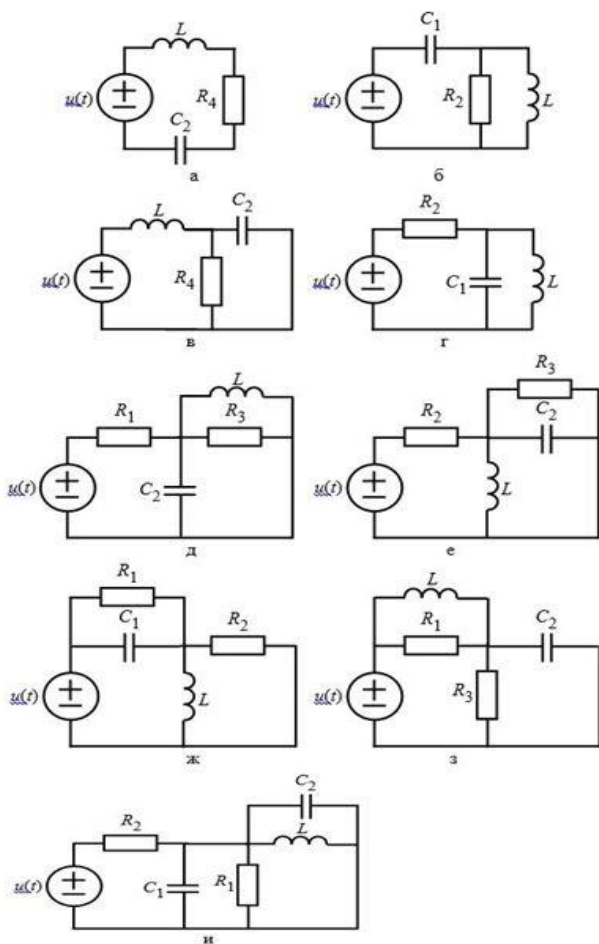 L C₁
u(t) R₄ u(t) R₂ L
C₂
а б
L C₂ R₂
u(t) R₄ u(t) C₁ L
в г
L R₃
R₁ R₃ R₂ C₂
u(t) C₂ u(t) L
д е
R₁ L
C₁ R₂ R₁ C₂
u(t) L u(t) R₃
ж з
C₂
R₂ L
u(t) C₁ R₁
и